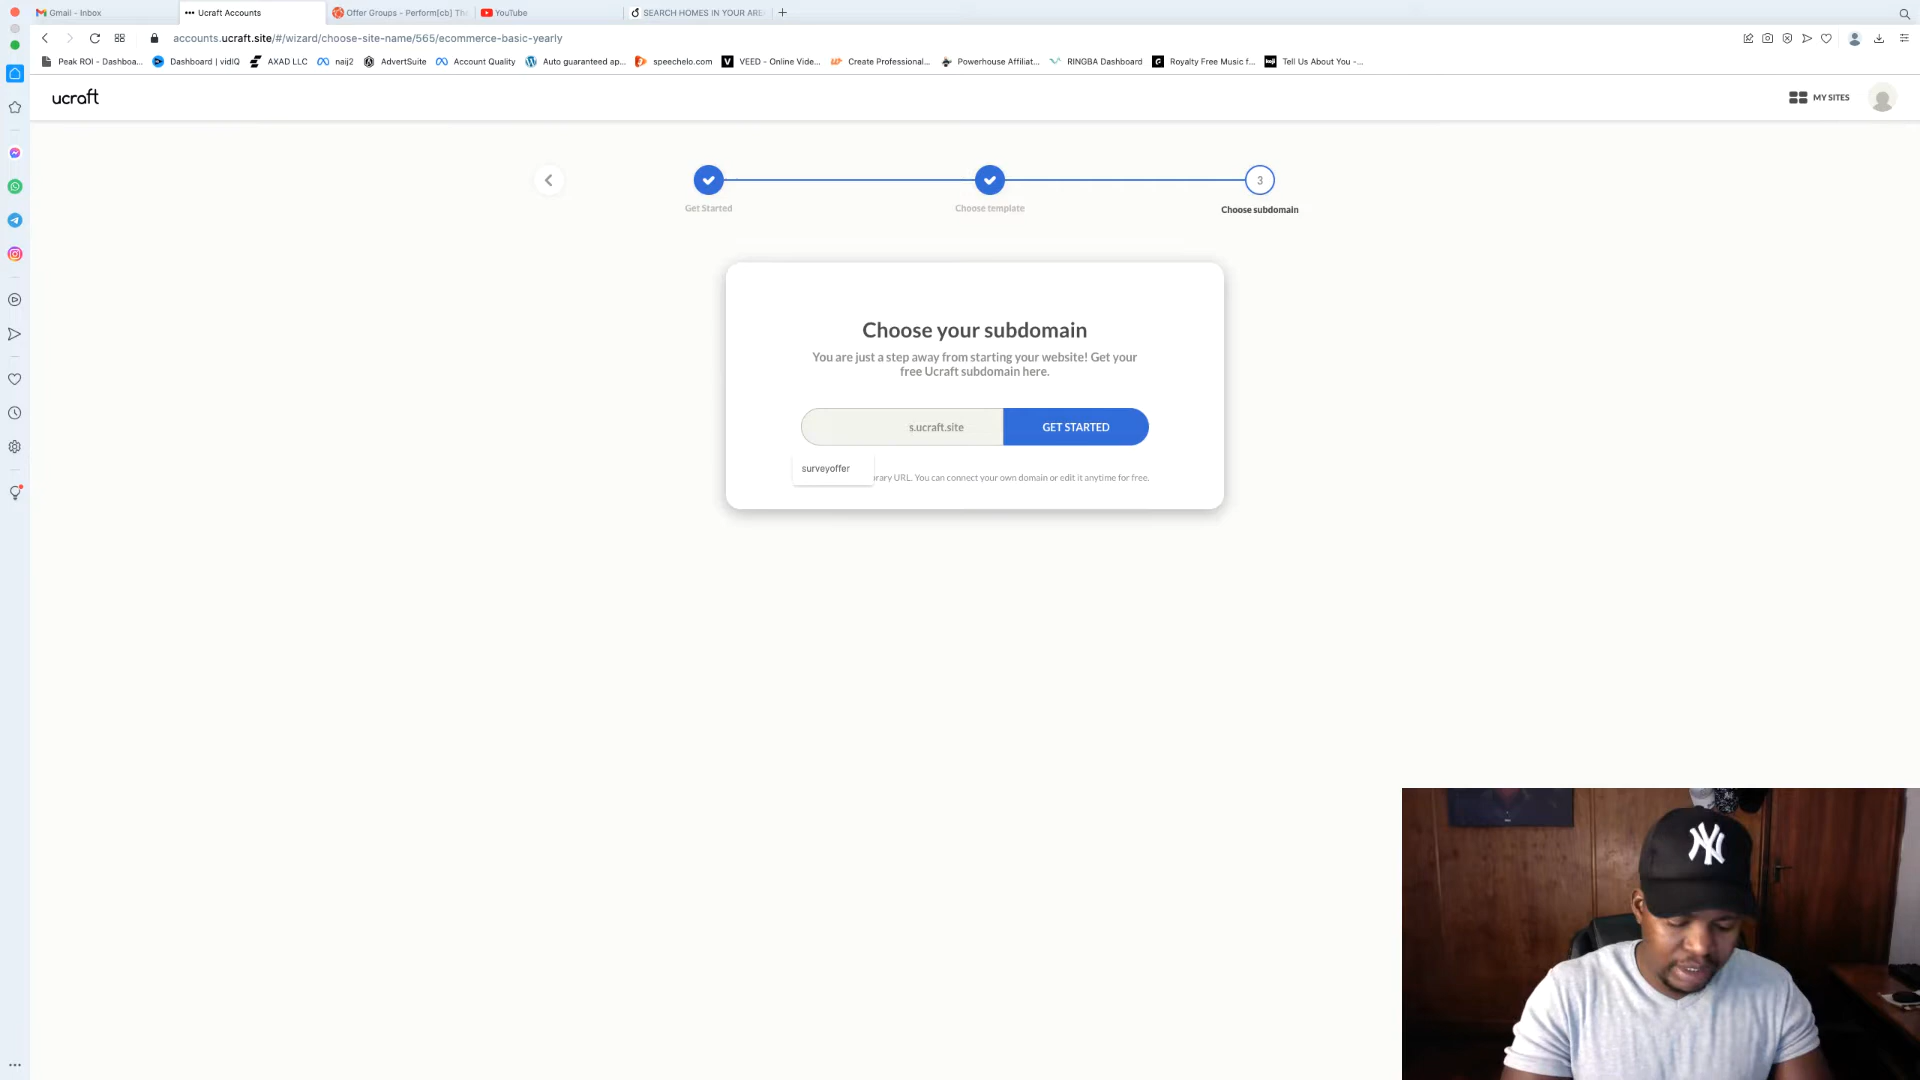 Gmail - Inbox
Ucraft Accounts
Offer Groups - Perform[cb] Th
YouTube
SEARCH HOMES IN YOUR ARE
accounts.ucraft.site/#/wizard/choose-site-name/565/ecommerce-basic-yearly
Peak ROI - Dashboa...
Dashboard | vidIQ
AXAD LLC
naij2
AdvertSuite
Account Quality
Auto guaranteed ap...
speechelo.com
VEED - Online Vide...
Create Professional...
Powerhouse Affiliat...
RINGBA Dashboard
Royalty Free Music f...
Tell Us About You -...
ucraft
MY SITES
Get Started
Choose template
3
Choose subdomain
Choose your subdomain
You are just a step away from starting your website! Get your
free Ucraft subdomain here.
s.ucraft.site
GET STARTED
surveyoffer
rary URL. You can connect your own domain or edit it anytime for free.
NY